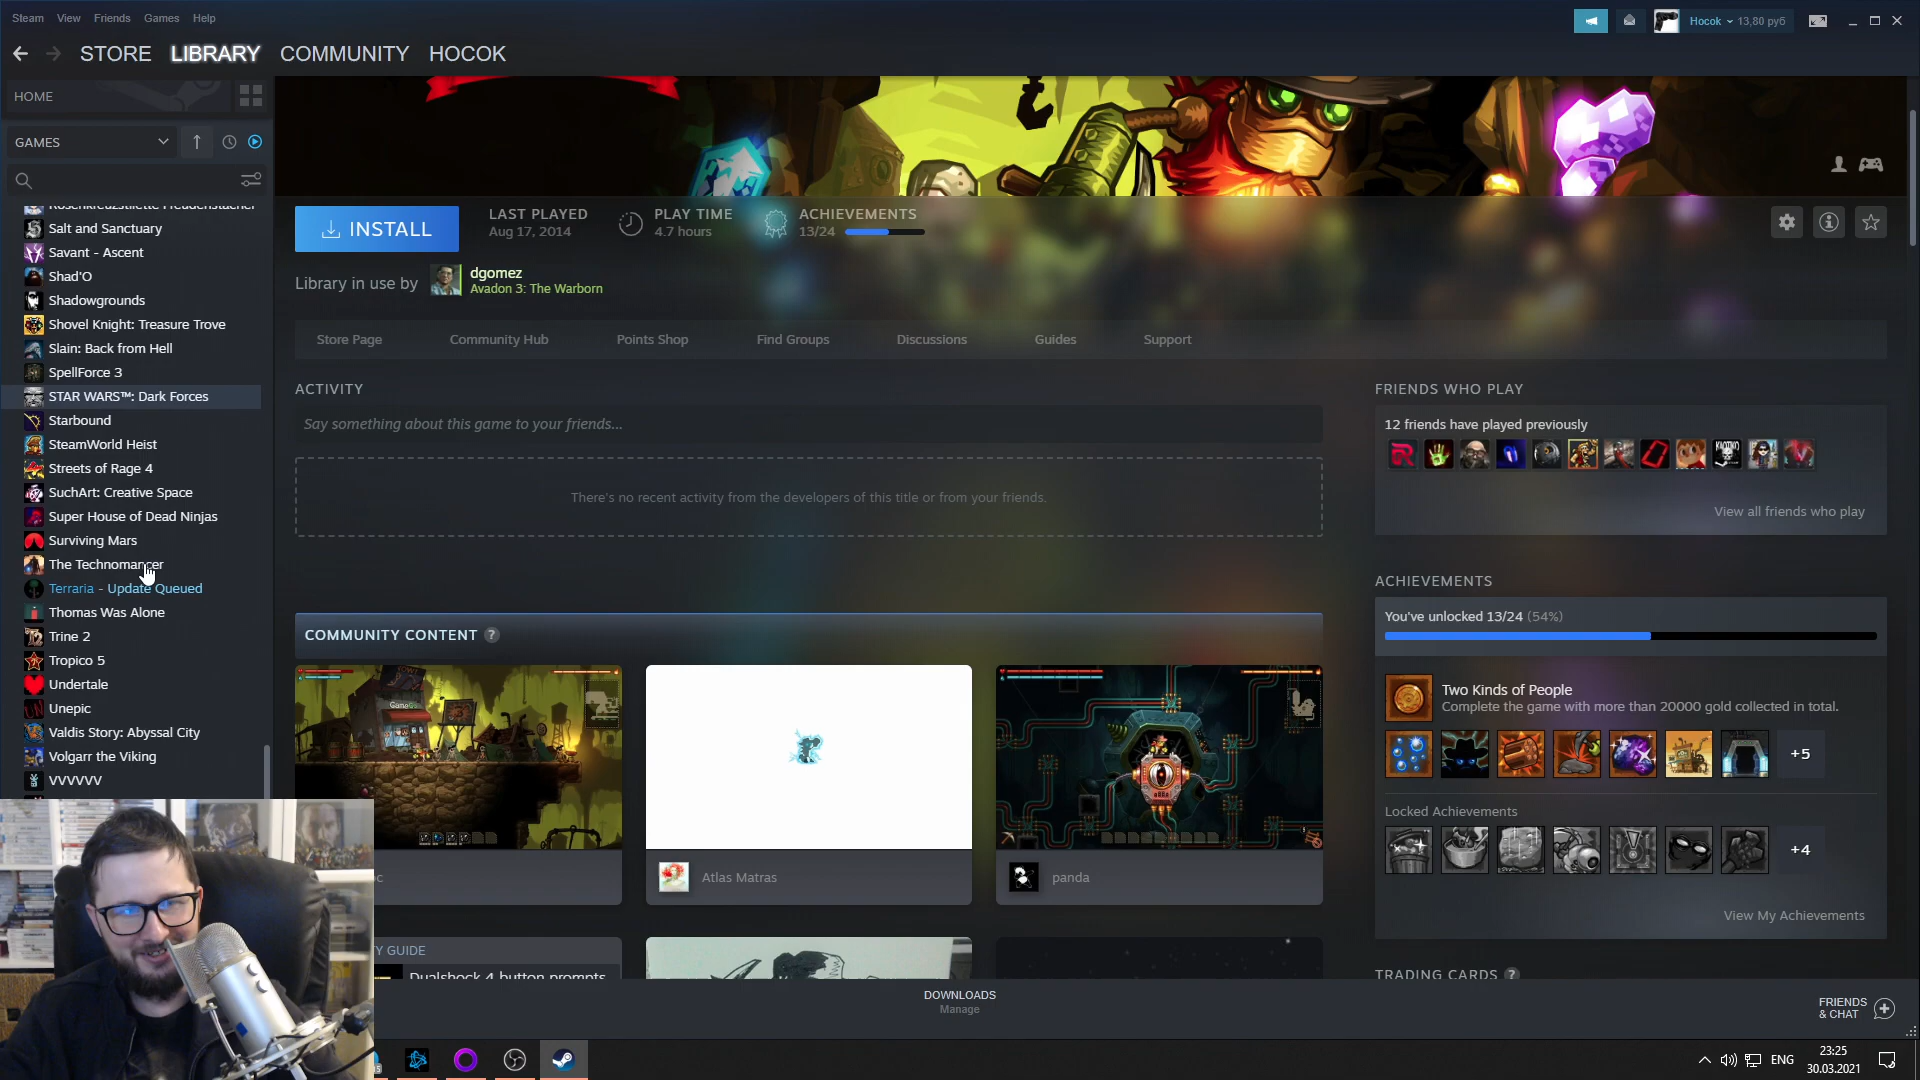 Steam View Friends Games Help
Hocok 13,80 руб
STORE LIBRARY COMMUNITY HOCOK
HOME
GAMES
Rosenkreuzstilette Freudenstachel
Salt and Sanctuary
Savant - Ascent
Shad'O
Shadowgrounds
Shovel Knight: Treasure Trove
Slain: Back from Hell
SpellForce 3
STAR WARS™: Dark Forces
Starbound
SteamWorld Heist
Streets of Rage 4
SuchArt: Creative Space
Super House of Dead Ninjas
Surviving Mars
The Technomancer
Terraria - Update Queued
Thomas Was Alone
Trine 2
Tropico 5
Undertale
Unepic
Valdis Story: Abyssal City
Volgarr the Viking
VVVVVV
INSTALL
LAST PLAYED
Aug 17, 2014
PLAY TIME
4.7 hours
ACHIEVEMENTS
13/24
Library in use by
dgomez
Avadon 3: The Warborn
Store Page Community Hub Points Shop Find Groups Discussions Guides Support
ACTIVITY
Say something about this game to your friends...
There's no recent activity from the developers of this title or from your friends.
COMMUNITY CONTENT ?
Atlas Matras
panda
Y GUIDE
Dualshock 4 button prompts
FRIENDS WHO PLAY
12 friends have played previously
View all friends who play
ACHIEVEMENTS
You've unlocked 13/24 (54%)
Two Kinds of People
Complete the game with more than 20000 gold collected in total.
+5
Locked Achievements
+4
View My Achievements
TRADING CARDS ?
DOWNLOADS
Manage
FRIENDS
& CHAT
ENG
23:25
30.03.2021